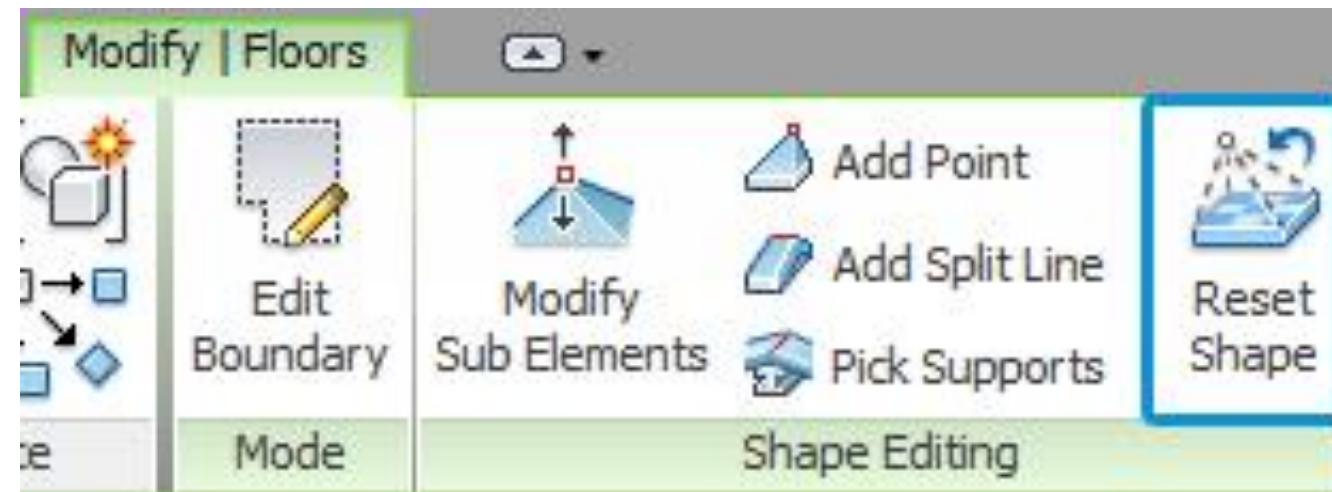 Modify | Floors
Edit
Boundary
Modify
Sub Elements
Add Point
Add Split Line
Pick Supports
Reset
Shape
Mode
Shape Editing